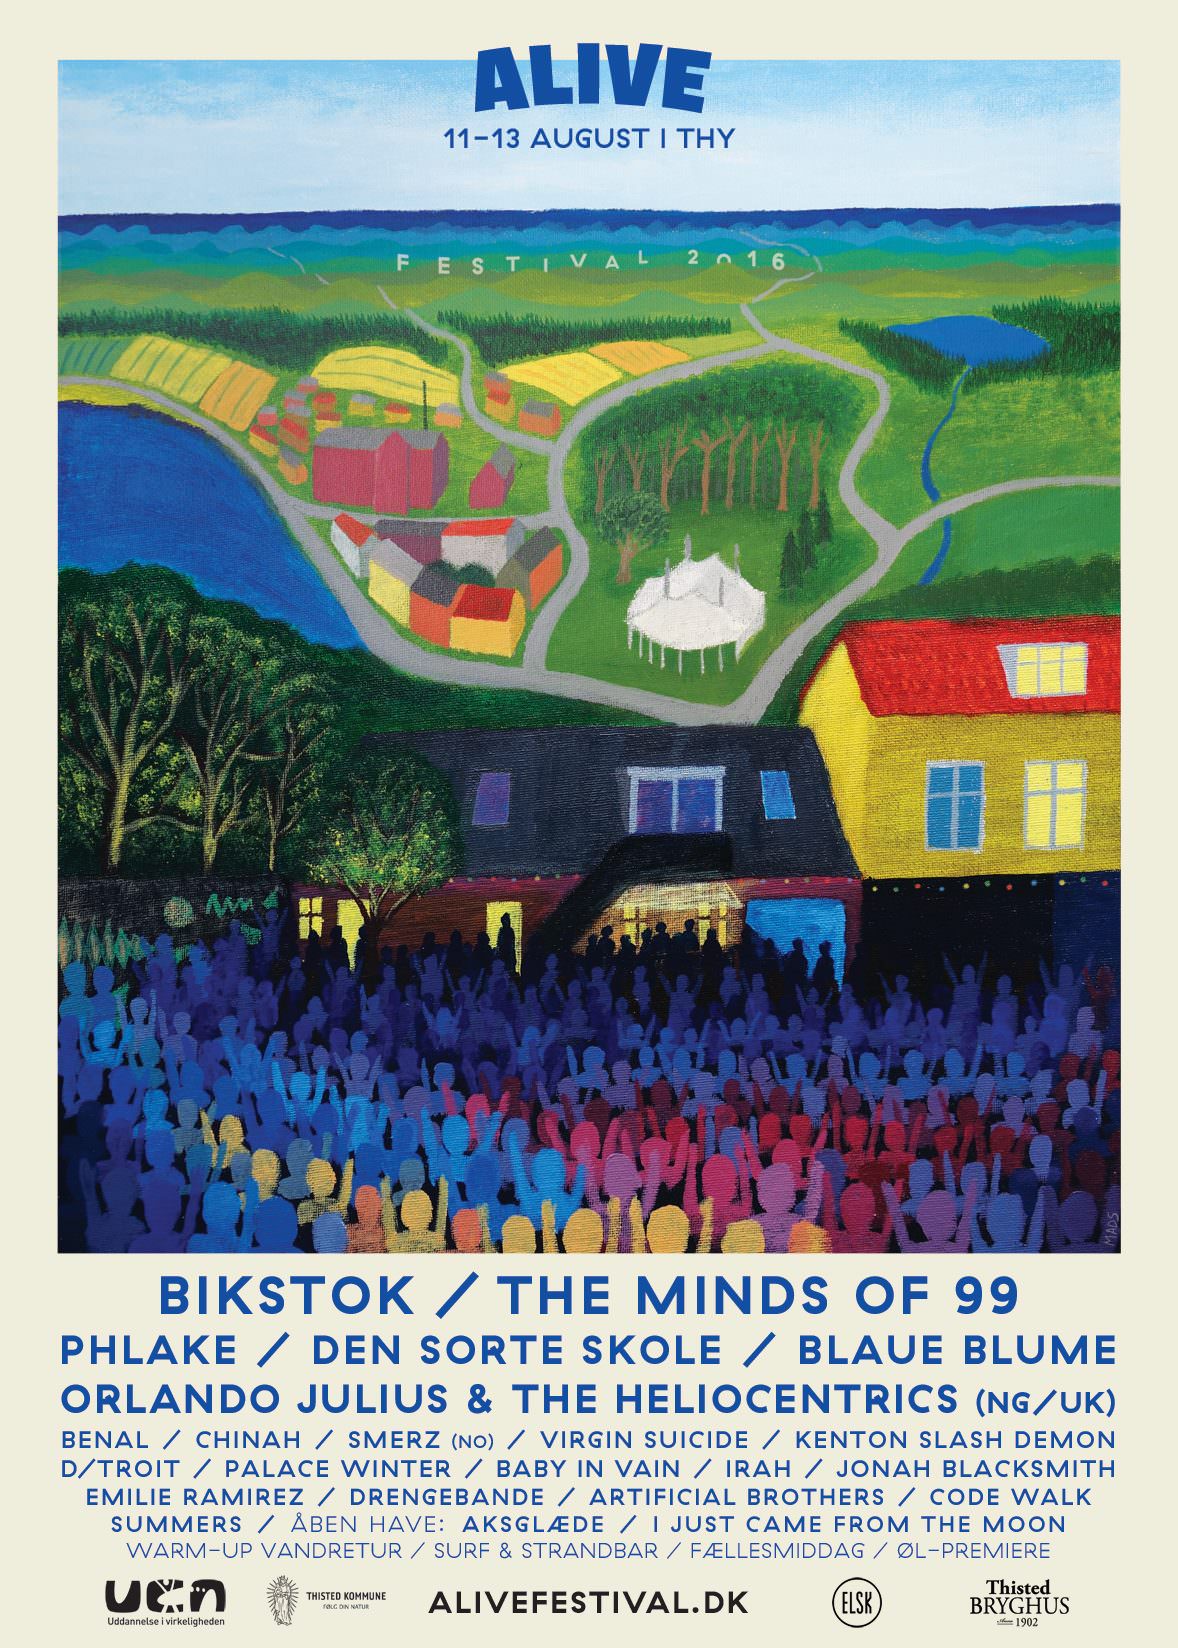 ALIVE
11–13 AUGUST I THY
FESTIVAL 2016
MADS
BIKSTOK / THE MINDS OF 99
PHLAKE / DEN SORTE SKOLE / BLAUE BLUME
ORLANDO JULIUS & THE HELIOCENTRICS (NG/UK)
BENAL / CHINAH / SMERZ (NO) / VIRGIN SUICIDE / KENTON SLASH DEMON
D/TROIT / PALACE WINTER / BABY IN VAIN / IRAH / JONAH BLACKSMITH
EMILIE RAMIREZ / DRENGEBANDE / ARTIFICIAL BROTHERS / CODE WALK
SUMMERS / ÅBEN HAVE: AKSGLÆDE / I JUST CAME FROM THE MOON
WARM-UP VANDRETUR / SURF & STRANDBAR / FÆLLESMIDDAG / ØL-PREMIERE
ucn
Uddannelse i virkeligheden
THISTED KOMMUNE
FØLG DIN NATUR
ALIVEFESTIVAL.DK
ELSK
Thisted
BRYGHUS
Anno 1902